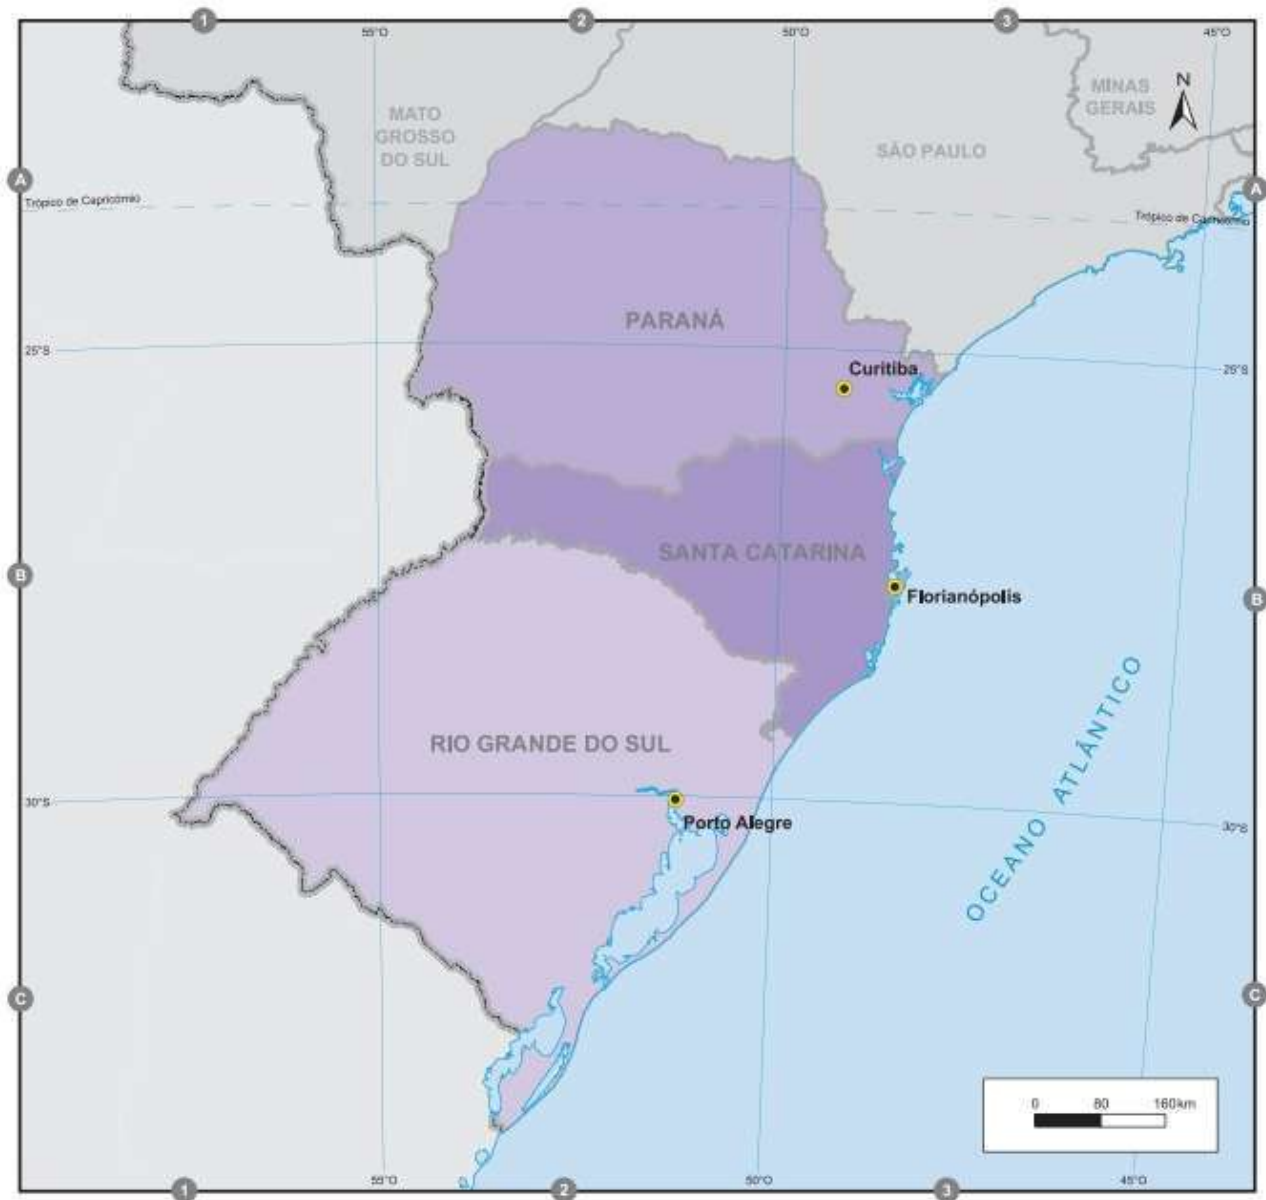 1
2
3
55°O
50°O
45°O
N
MATO
GROSSO
DO SUL
MINAS
GERAIS
SÃO PAULO
A
A
Trópico de Capricórnio
Trópico de Capricórnio
PARANÁ
25°S
25°S
Curitiba
SANTA CATARINA
B
B
Florianópolis
OCEANO ATLÂNTICO
RIO GRANDE DO SUL
30°S
30°S
Porto Alegre
C
C
0 80 160km
55°O
50°O
45°O
1
2
3